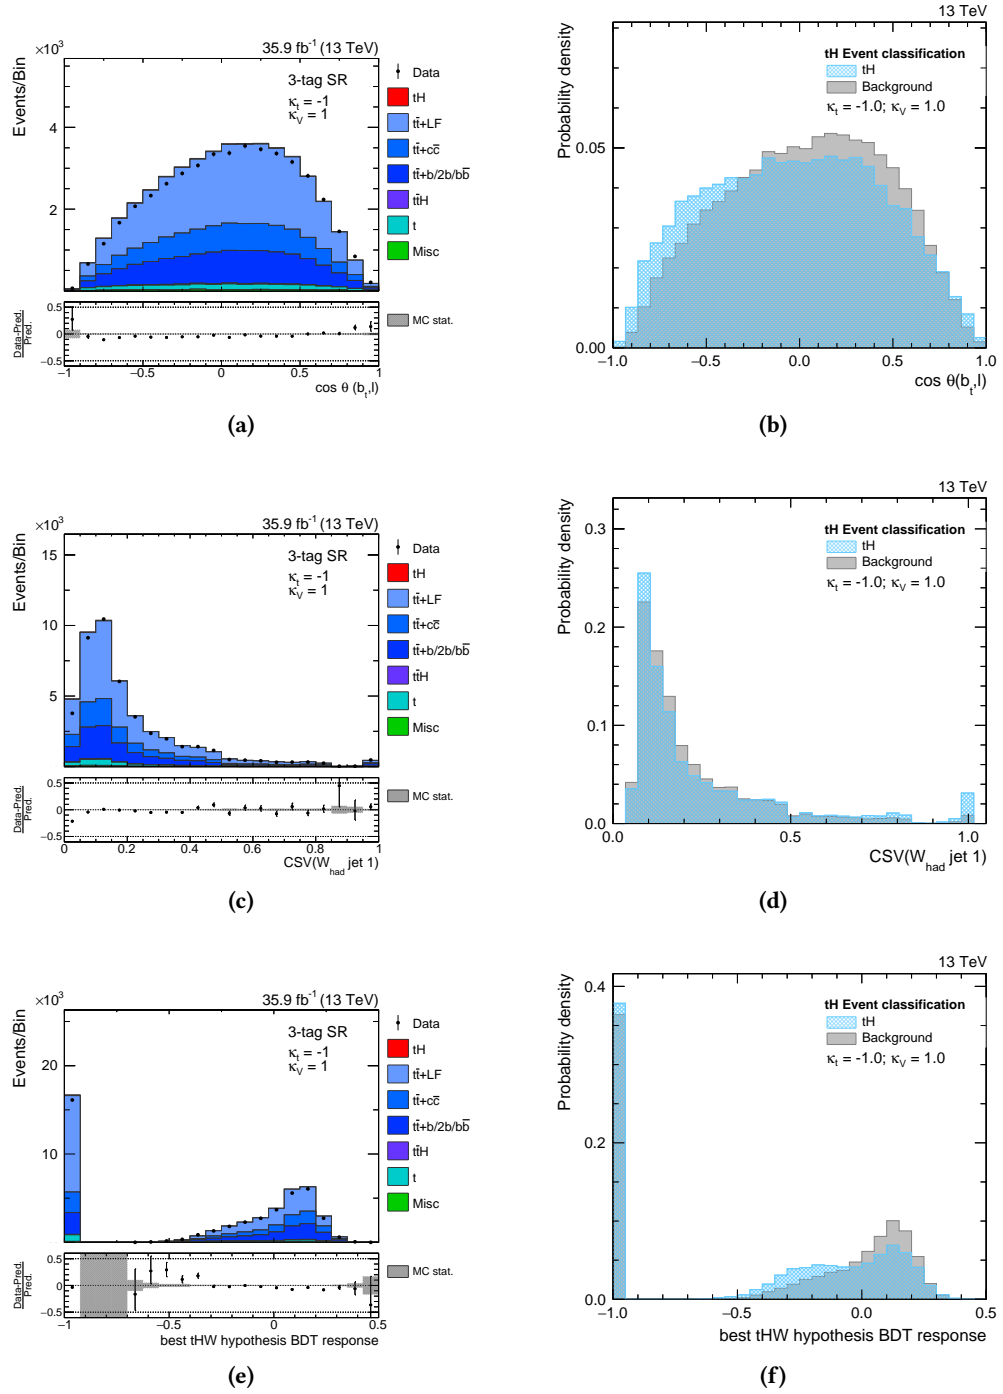 35.9 fb⁻¹ (13 TeV)
×10³
Events/Bin
3-tag SR
κt = -1
κV = 1
Data
tH
tt̄+LF
tt̄+cc̄
tt̄+b/2b/bb̄
tt̄H
t
Misc
6
4
2
Data-Pred.
Pred.
0.5
0
−0.5
MC stat.
−1 −0.5 0 0.5 1
cos θ (bt,l)
(a)
13 TeV
Probability density
tH Event classification
tH
Background
κt = -1.0; κV = 1.0
0.05
0.00
−1.0 −0.5 0.0 0.5 1.0
cos θ(bt,l)
(b)
35.9 fb⁻¹ (13 TeV)
×10³
Events/Bin
3-tag SR
κt = -1
κV = 1
Data
tH
tt̄+LF
tt̄+cc̄
tt̄+b/2b/bb̄
tt̄H
t
Misc
15
10
5
Data-Pred.
Pred.
0.5
0
−0.5
MC stat.
0 0.2 0.4 0.6 0.8 1
CSV(Whad jet 1)
(c)
13 TeV
Probability density
tH Event classification
tH
Background
κt = -1.0; κV = 1.0
0.3
0.2
0.1
0.0
0.0 0.5 1.0
CSV(Whad jet 1)
(d)
35.9 fb⁻¹ (13 TeV)
×10³
Events/Bin
3-tag SR
κt = -1
κV = 1
Data
tH
tt̄+LF
tt̄+cc̄
tt̄+b/2b/bb̄
tt̄H
t
Misc
20
10
Data-Pred.
Pred.
0.5
0
−0.5
MC stat.
−1 −0.5 0 0.5
best tHW hypothesis BDT response
(e)
13 TeV
Probability density
tH Event classification
tH
Background
κt = -1.0; κV = 1.0
0.4
0.2
0.0
−1.0 −0.5 0.0 0.5
best tHW hypothesis BDT response
(f)